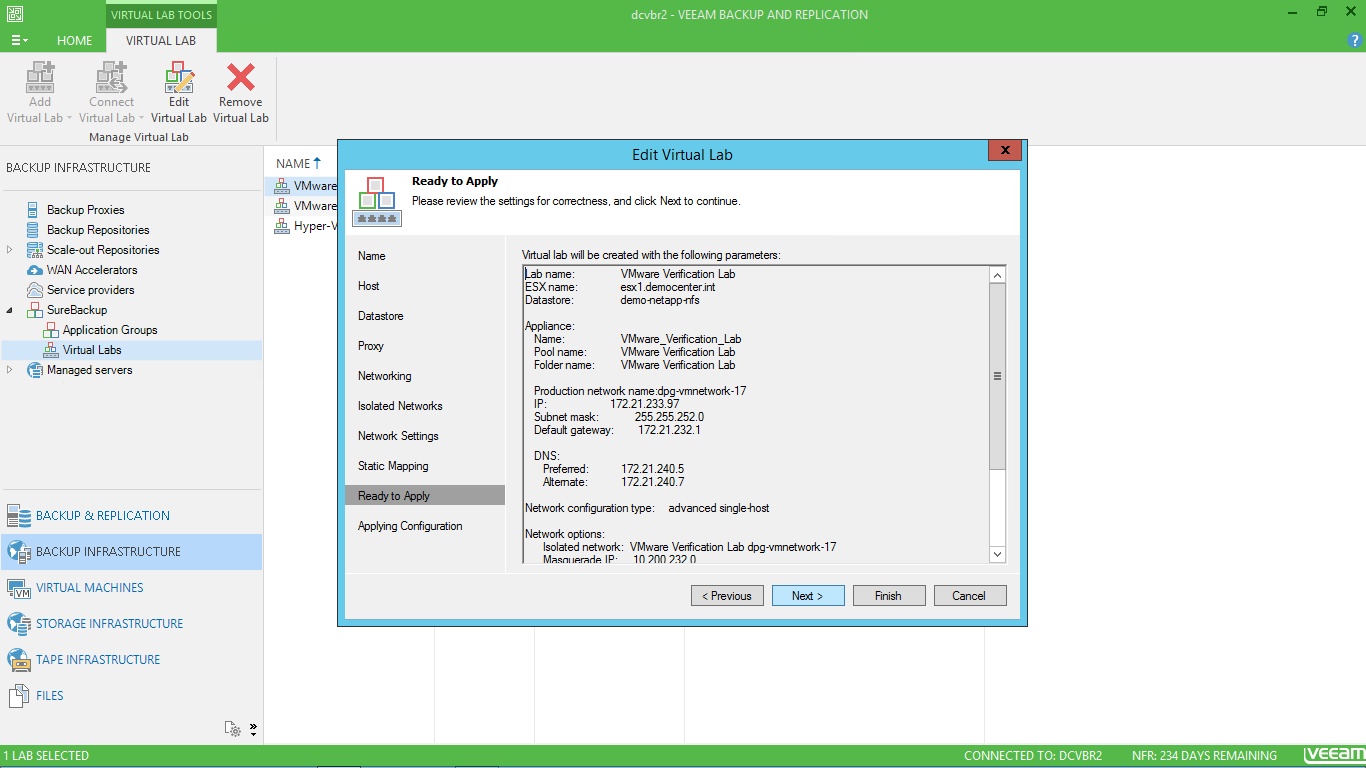 VIRTUAL LAB TOOLS
dcvbr2 - VEEAM BACKUP AND REPLICATION
HOME
VIRTUAL LAB
Add
Virtual Lab
Connect
Virtual Lab
Edit
Virtual Lab
Remove
Virtual Lab
Manage Virtual Lab
BACKUP INFRASTRUCTURE
Backup Proxies
Backup Repositories
Scale-out Repositories
WAN Accelerators
Service providers
SureBackup
Application Groups
Virtual Labs
Managed servers
BACKUP & REPLICATION
BACKUP INFRASTRUCTURE
VIRTUAL MACHINES
STORAGE INFRASTRUCTURE
TAPE INFRASTRUCTURE
FILES
NAME
VMware
VMware
Hyper-V
Edit Virtual Lab
Ready to Apply
Please review the settings for correctness, and click Next to continue.
Name
Host
Datastore
Proxy
Networking
Isolated Networks
Network Settings
Static Mapping
Ready to Apply
Applying Configuration
Virtual lab will be created with the following parameters:
Lab name: VMware Verification Lab
ESX name: esx1.democenter.int
Datastore: demo-netapp-nfs
Appliance:
Name: VMware_Verification_Lab
Pool name: VMware Verification Lab
Folder name: VMware Verification Lab
Production network name:dpg-vmnetwork-17
IP: 172.21.233.97
Subnet mask: 255.255.252.0
Default gateway: 172.21.232.1
DNS:
Preferred: 172.21.240.5
Alternate: 172.21.240.7
Network configuration type: advanced single-host
Network options:
Isolated network: VMware Verification Lab dpg-vmnetwork-17
Masquerade IP: 10.200.232.0
< Previous
Next >
Finish
Cancel
1 LAB SELECTED
CONNECTED TO: DCVBR2
NFR: 234 DAYS REMAINING
veeam